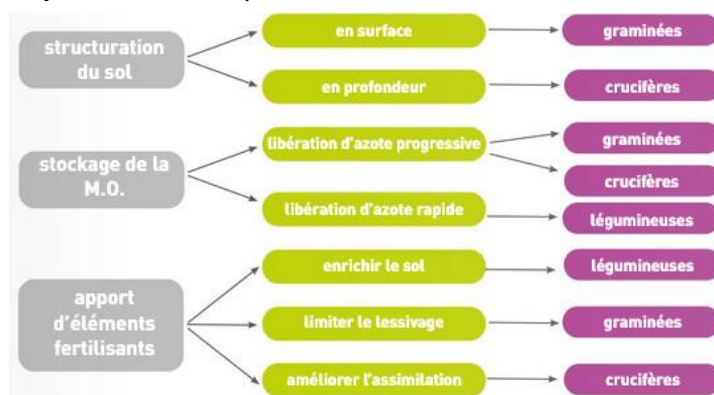 structuration
du sol
en surface
graminées
en profondeur
crucifères
stockage de la
M.O.
libération d'azote progressive
graminées
crucifères
libération d'azote rapide
légumineuses
apport
d'éléments
fertilisants
enrichir le sol
légumineuses
limiter le lessivage
graminées
améliorer l'assimilation
crucifères